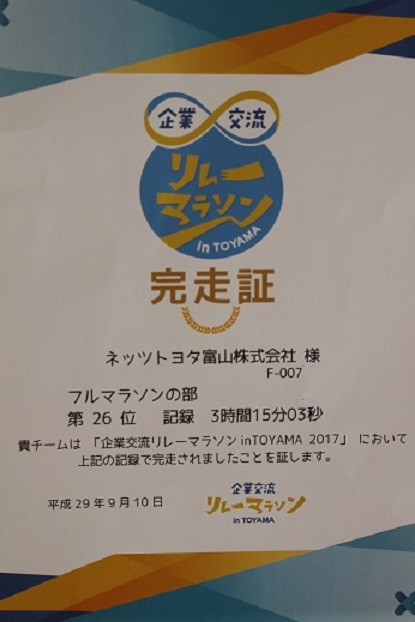 企業 交流
リレー
マラソン
in TOYAMA
完走証
ネッツトヨタ富山株式会社 様
F-007
フルマラソンの部
第 26 位 記録 3時間15分03秒
貴チームは 「企業交流リレーマラソン inTOYAMA 2017」 において
上記の記録で完走されましたことを証します。
平成 29 年 9 月 10 日
企業交流
リレーマラソン
in TOYAMA